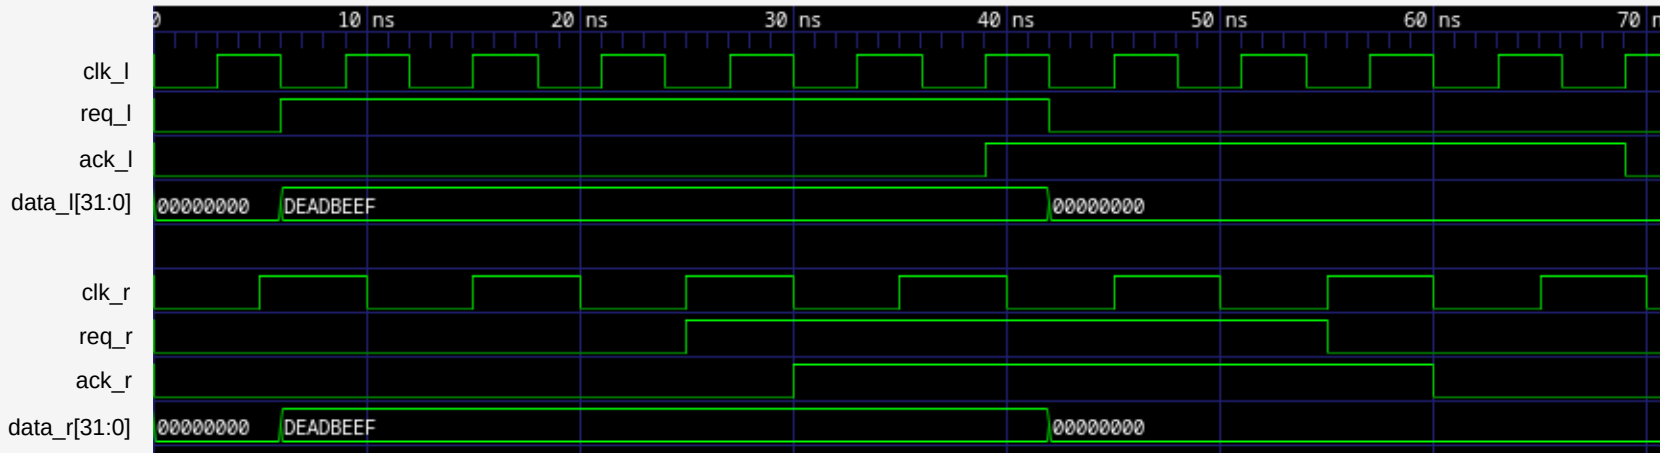 0 10 ns 20 ns 30 ns 40 ns 50 ns 60 ns 70 n
clk_l
req_l
ack_l
data_l[31:0] 00000000 DEADBEEF 00000000
clk_r
req_r
ack_r
data_r[31:0] 00000000 DEADBEEF 00000000